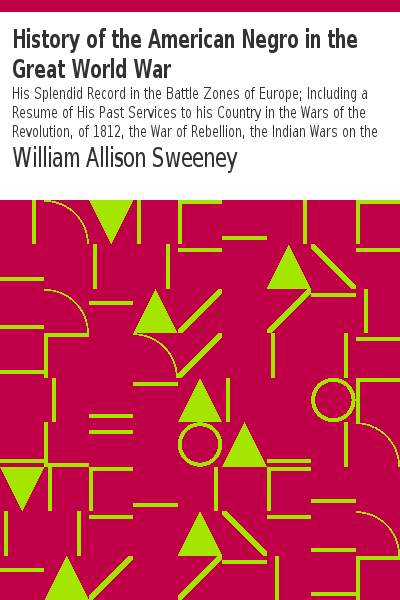 History of the American Negro in the
Great World War
His Splendid Record in the Battle Zones of Europe; Including a
Resume of His Past Services to his Country in the Wars of the
Revolution, of 1812, the War of Rebellion, the Indian Wars on the
William Allison Sweeney